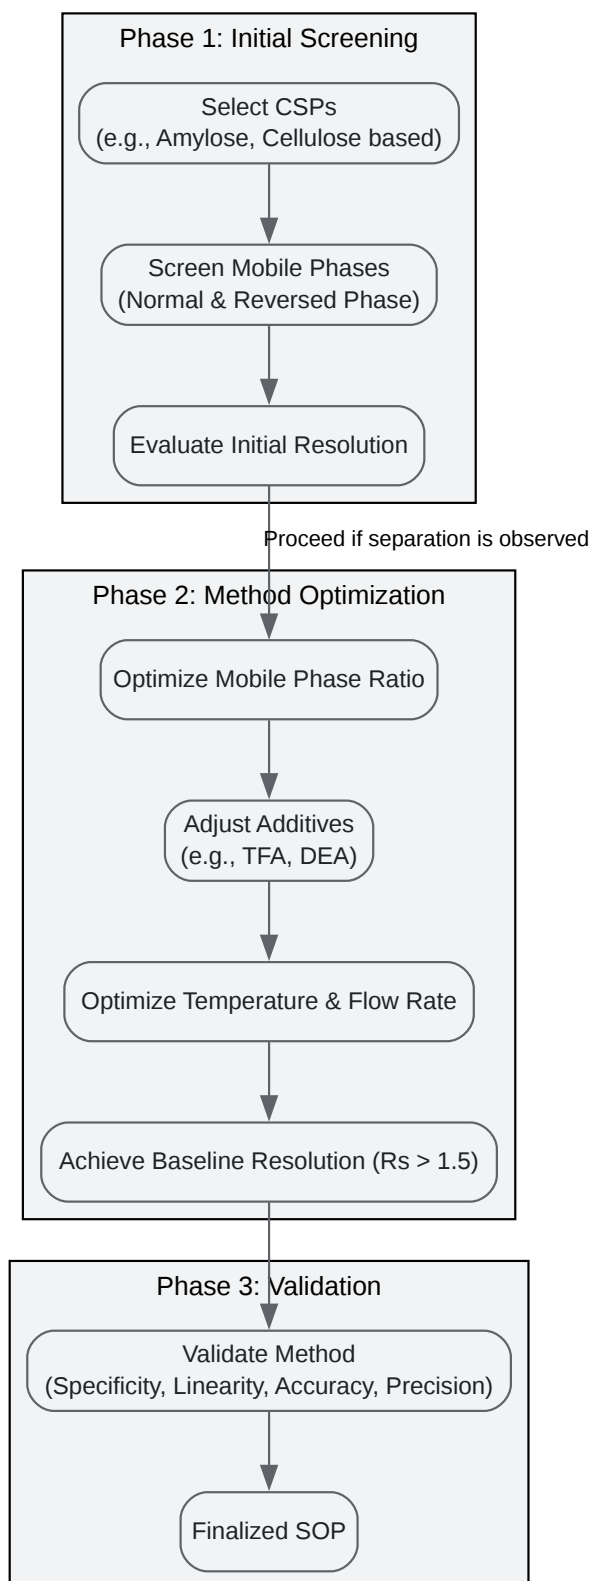 Phase 1: Initial Screening
Select CSPs
(e.g., Amylose, Cellulose based)
Screen Mobile Phases
(Normal & Reversed Phase)
Evaluate Initial Resolution
Proceed if separation is observed
Phase 2: Method Optimization
Optimize Mobile Phase Ratio
Adjust Additives
(e.g., TFA, DEA)
Optimize Temperature & Flow Rate
Achieve Baseline Resolution (Rs > 1.5)
Phase 3: Validation
Validate Method
(Specificity, Linearity, Accuracy, Precision)
Finalized SOP